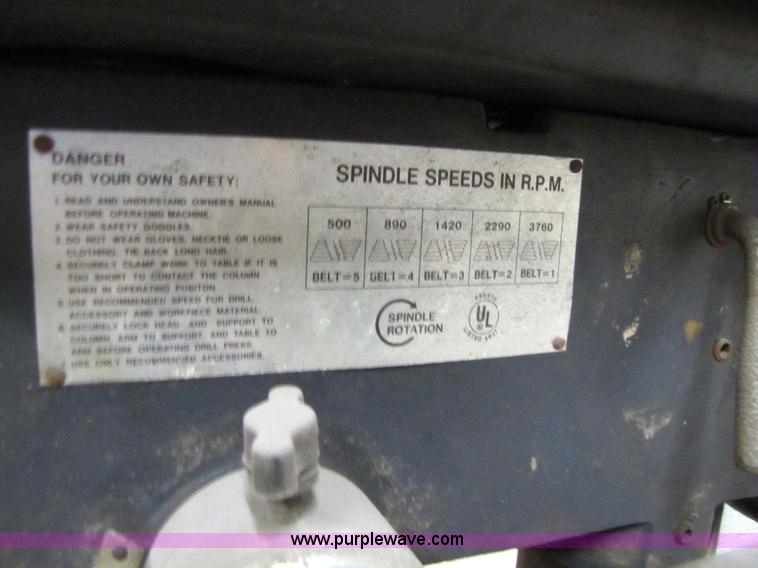 DANGER
FOR YOUR OWN SAFETY:
1. READ AND UNDERSTAND OWNER'S MANUAL
BEFORE OPERATING MACHINE.
2. WEAR SAFETY GOGGLES.
3. DO NOT WEAR GLOVES, NECKTIE OR LOOSE
CLOTHING. TIE BACK LONG HAIR.
4. SECURELY CLAMP WORK TO TABLE IF IT IS
TOO SHORT TO CONTACT THE COLUMN
WHEN IN OPERATING POSITON.
5. USE RECOMMENDED SPEED FOR DRILL
ACCESSORY AND WORKPIECE MATERIAL.
6. SECURELY LOCK HEAD, AND SUPPORT TO
COLUMN, ARM TO SUPPORT, AND TABLE TO
ARM BEFORE OPERATING DRILL PRESS.
7. USE ONLY RECOMMENDED ACCESSORIES.
SPINDLE SPEEDS IN R.P.M.
500 890 1420 2290 3760
BELT=5 BELT=4 BELT=3 BELT=2 BELT=1
SPINDLE
ROTATION
UL
®
LISTED
www.purplewave.com